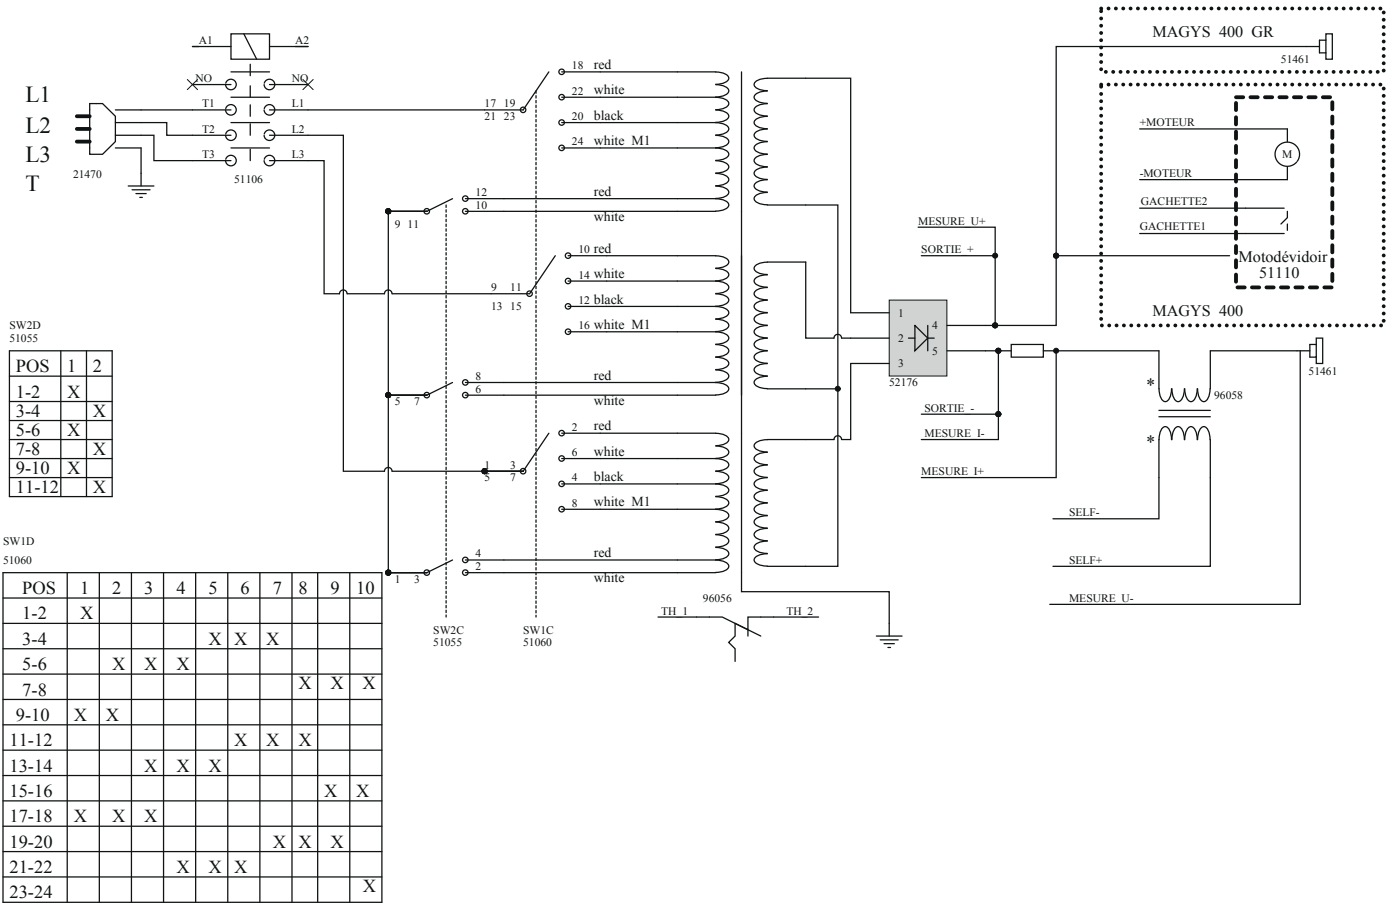 A1
A2
NO
NO
L1
L2
L3
T
21470
T1
L1
T2
L2
T3
L3
51106
17 19
21 23
18 red
22 white
20 black
24 white M1
12 red
10 white
9 11
10 red
14 white
12 black
16 white M1
9 11
13 15
8 red
6 white
5 7
2 red
6 white
4 black
8 white M1
1 3
5 7
4 red
2 white
1 3
SW2C
51055
SW1C
51060
96056
TH 1
TH 2
MESURE U+
SORTIE +
1
2
3
4
5
52176
SORTIE -
MESURE I-
MESURE I+
SELF-
SELF+
MESURE U-
*
*
96058
51461
MAGYS 400 GR
51461
+MOTEUR
M
-MOTEUR
GACHETTE2
GACHETTE1
Motodévidoir
51110
MAGYS 400
SW2D
51055
POS 1 2
1-2 X
3-4 X
5-6 X
7-8 X
9-10 X
11-12 X
SW1D
51060
POS 1 2 3 4 5 6 7 8 9 10
1-2 X
3-4 X X X
5-6 X X X
7-8 X X X
9-10 X X
11-12 X X X
13-14 X X X
15-16 X X
17-18 X X X
19-20 X X X
21-22 X X X
23-24 X